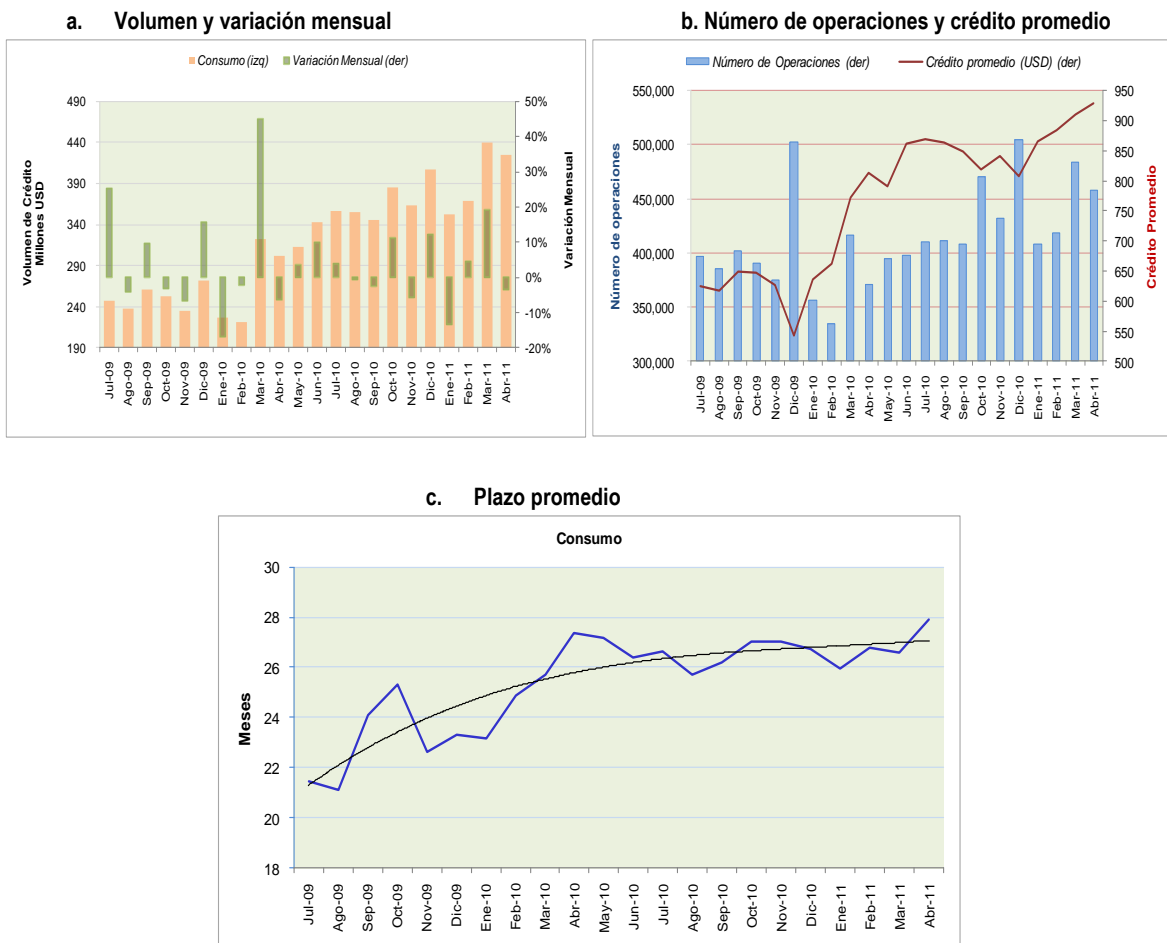 a. Volumen y variación mensual
Consumo (izq) Variación Mensual (der)
Volumen de Crédito
Millones USD
490
440
390
340
290
240
190
50%
40%
30%
20%
10%
0%
-10%
-20%
Variación Mensual
Jul-09 Ago-09 Sep-09 Oct-09 Nov-09 Dic-09 Ene-10 Feb-10 Mar-10 Abr-10 May-10 Jun-10 Jul-10 Ago-10 Sep-10 Oct-10 Nov-10 Dic-10 Ene-11 Feb-11 Mar-11 Abr-11
b. Número de operaciones y crédito promedio
Número de Operaciones (der) Crédito promedio (USD) (der)
Número de operaciones
550,000
500,000
450,000
400,000
350,000
300,000
950
900
850
800
750
700
650
600
550
500
Crédito Promedio
Jul-09 Ago-09 Sep-09 Oct-09 Nov-09 Dic-09 Ene-10 Feb-10 Mar-10 Abr-10 May-10 Jun-10 Jul-10 Ago-10 Sep-10 Oct-10 Nov-10 Dic-10 Ene-11 Feb-11 Mar-11 Abr-11
c. Plazo promedio
Consumo
Meses
30
28
26
24
22
20
18
Jul-09 Ago-09 Sep-09 Oct-09 Nov-09 Dic-09 Ene-10 Feb-10 Mar-10 Abr-10 May-10 Jun-10 Jul-10 Ago-10 Sep-10 Oct-10 Nov-10 Dic-10 Ene-11 Feb-11 Mar-11 Abr-11